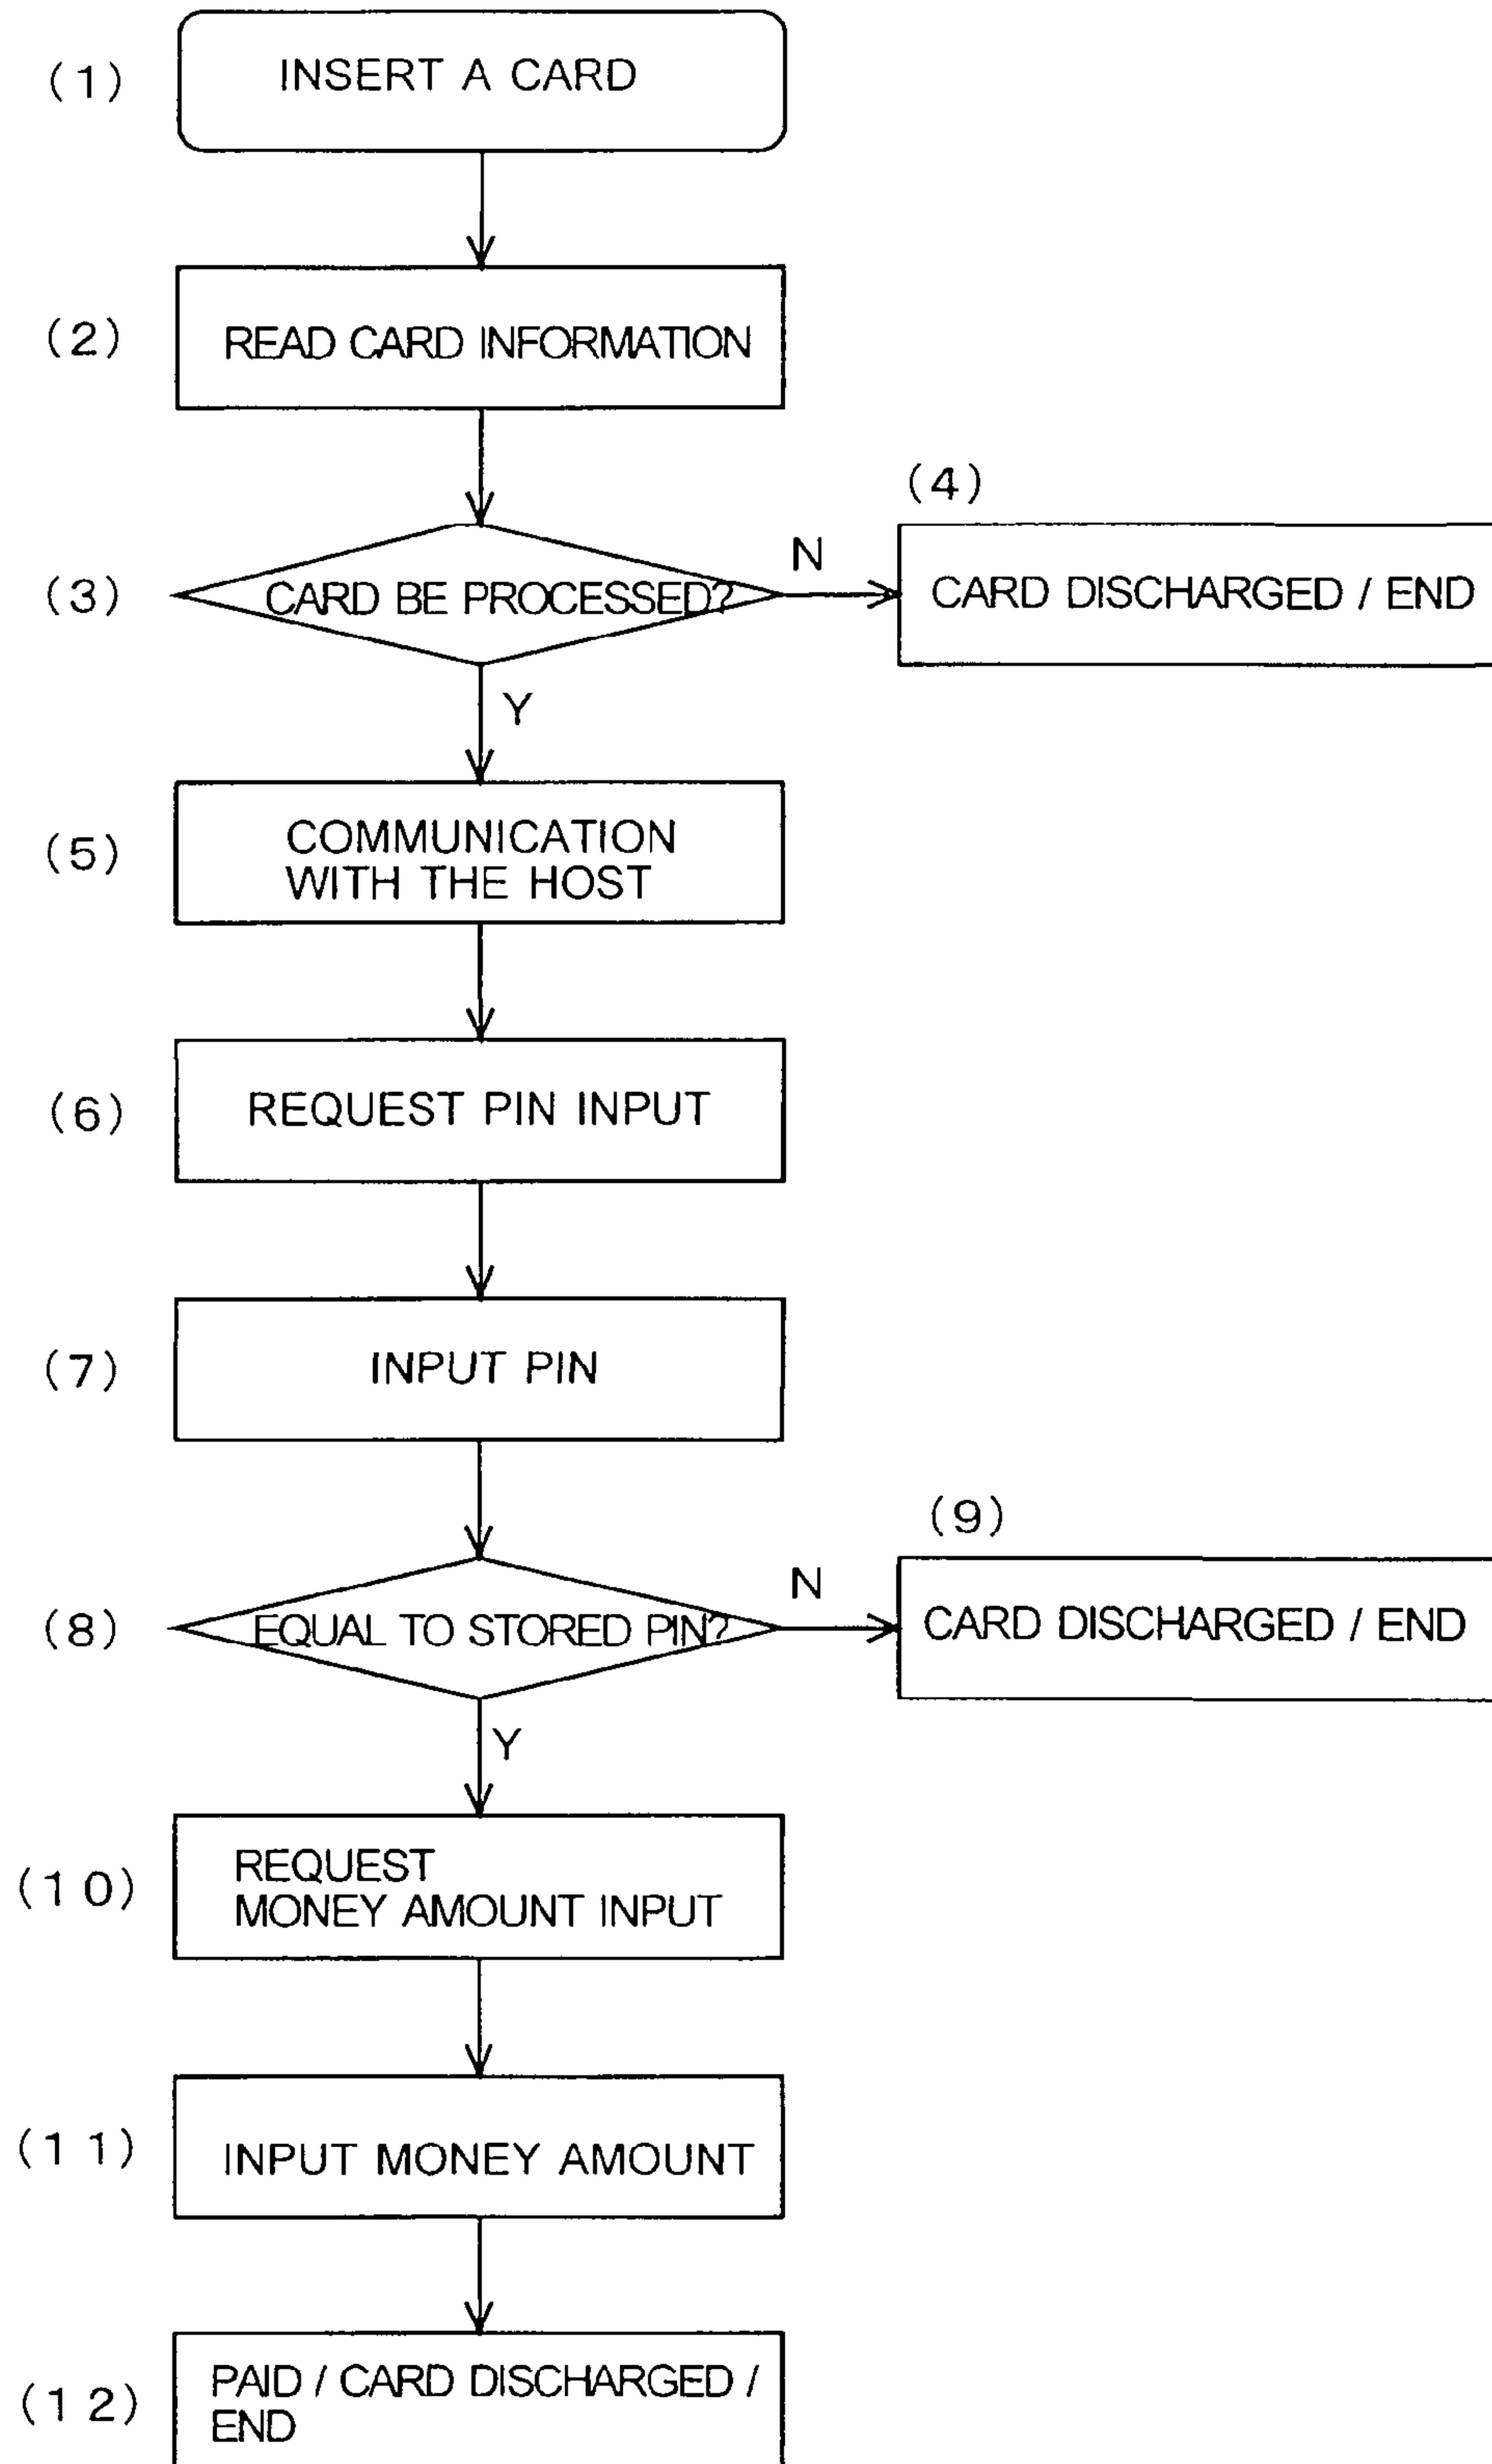 (1)
INSERT A CARD
(2)
READ CARD INFORMATION
(3)
CARD BE PROCESSED?
N
(4)
CARD DISCHARGED / END
Y
(5)
COMMUNICATION
WITH THE HOST
(6)
REQUEST PIN INPUT
(7)
INPUT PIN
(8)
EQUAL TO STORED PIN?
N
(9)
CARD DISCHARGED / END
Y
(10)
REQUEST
MONEY AMOUNT INPUT
(11)
INPUT MONEY AMOUNT
(12)
PAID / CARD DISCHARGED /
END